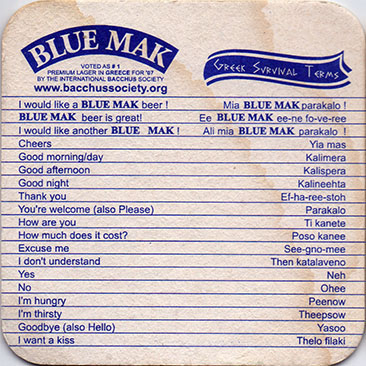 BLUE MAK
VOTED AS # 1
PREMIUM LAGER IN GREECE FOR '07
BY THE INTERNATIONAL BACCHUS SOCIETY
www.bacchussociety.org
GREEK SURVIVAL TERMS
I would like a BLUE MAK beer ! Mia BLUE MAK parakalo !
BLUE MAK beer is great! Ee BLUE MAK ee-ne fo-ve-ree
I would like another BLUE MAK ! Ali mia BLUE MAK parakalo !
Cheers Yia mas
Good morning/day Kalimera
Good afternoon Kalispera
Good night Kalineehta
Thank you Ef-ha-ree-stoh
You're welcome (also Please) Parakalo
How are you Ti kanete
How much does it cost? Poso kanee
Excuse me See-gno-mee
I don't understand Then katalaveno
Yes Neh
No Ohee
I'm hungry Peenow
I'm thirsty Theepsow
Goodbye (also Hello) Yasoo
I want a kiss Thelo filaki